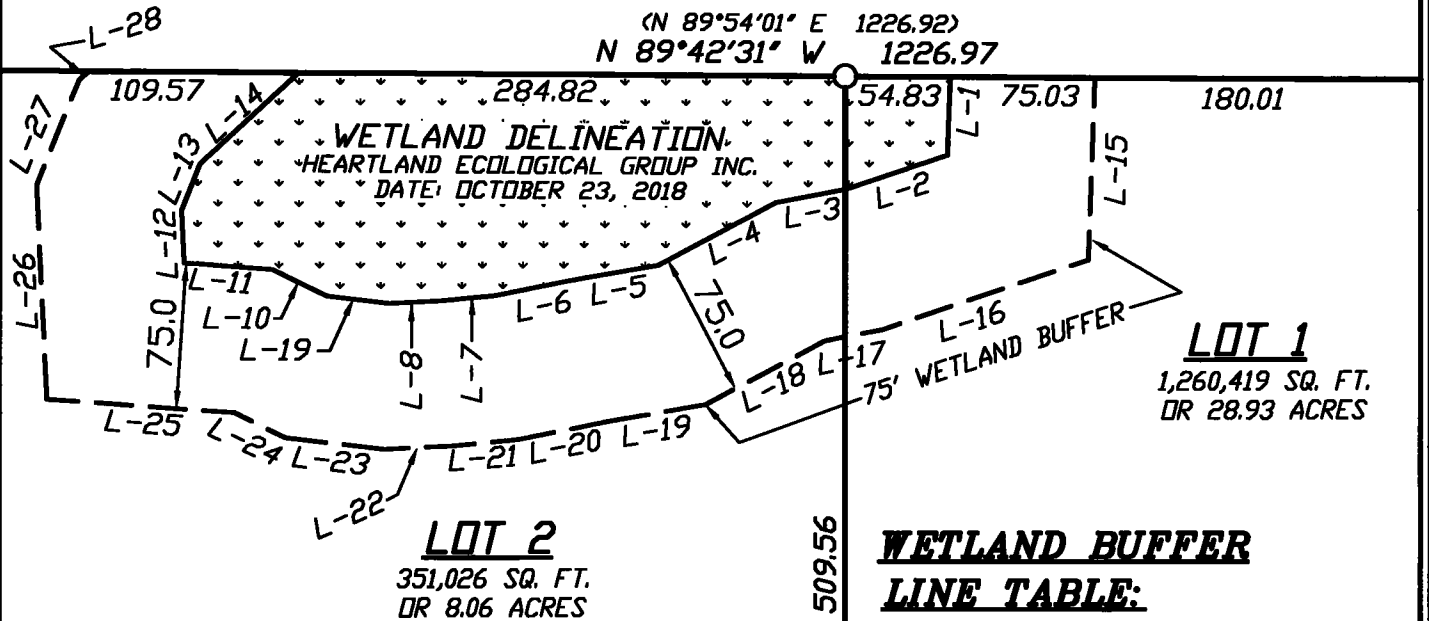 (N 89°54'01" E 1226.92)
N 89°42'31" W 1226.97
L-28
109.57
284.82
54.83
75.03
180.01
L-1
L-14
L-27
L-13
L-15
WETLAND DELINEATION
HEARTLAND ECOLOGICAL GROUP INC.
DATE: OCTOBER 23, 2018
L-2
L-3
L-12
L-4
L-26
L-11
L-5
L-6
75.0
75.0
L-10
L-19
L-8
L-7
L-16
L-17
L-18
75' WETLAND BUFFER
LOT 1
1,260,419 SQ. FT.
OR 28.93 ACRES
L-25
L-24
L-23
L-21
L-20
L-19
L-22
LOT 2
351,026 SQ. FT.
OR 8.06 ACRES
509.56
WETLAND BUFFER
LINE TABLE: